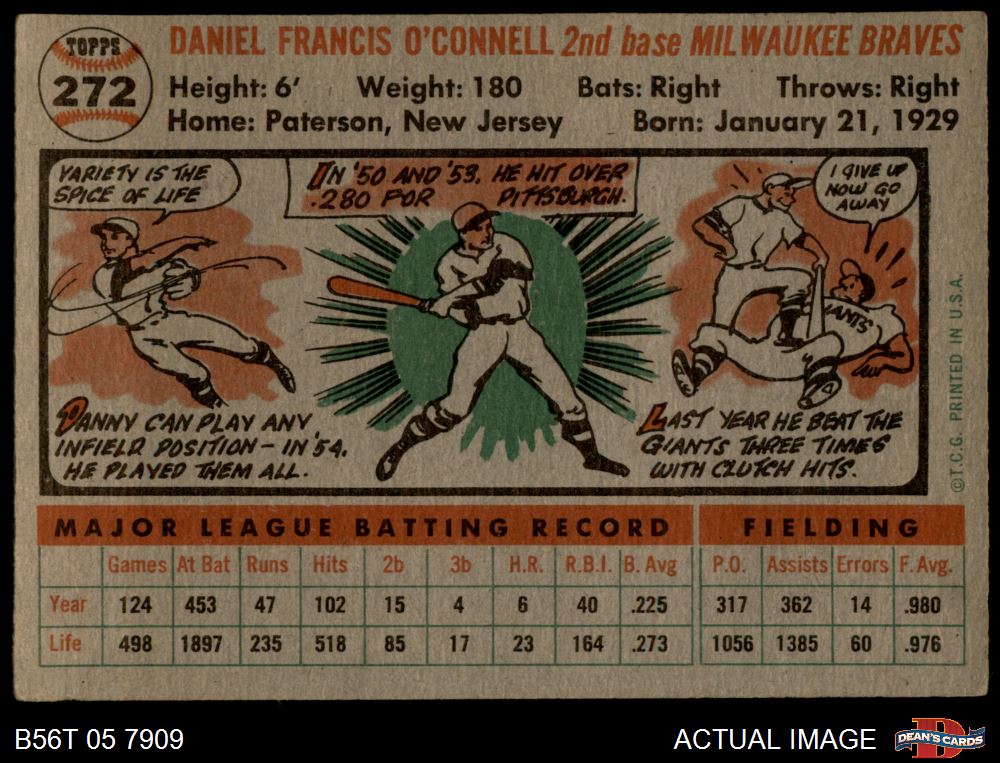 TOPPS
272
DANIEL FRANCIS O'CONNELL 2nd base MILWAUKEE BRAVES
Height: 6' Weight: 180 Bats: Right Throws: Right
Home: Paterson, New Jersey Born: January 21, 1929
VARIETY IS THE
SPICE OF LIFE
IN '50 AND '53, HE HIT OVER
.280 FOR PITTSBURGH.
I GIVE UP
NOW GO
AWAY
IANTS
DANNY CAN PLAY ANY
INFIELD POSITION – IN '54,
HE PLAYED THEM ALL.
LAST YEAR HE BEAT THE
GIANTS THREE TIMES
WITH CLUTCH HITS.
©T.C.G. PRINTED IN U.S.A.
MAJOR LEAGUE BATTING RECORD FIELDING
Games At Bat Runs Hits 2b 3b H.R. R.B.I. B. Avg P.O. Assists Errors F. Avg.
Year 124 453 47 102 15 4 6 40 .225 317 362 14 .980
Life 498 1897 235 518 85 17 23 164 .273 1056 1385 60 .976
B56T 05 7909 ACTUAL IMAGE
DEAN'S CARDS